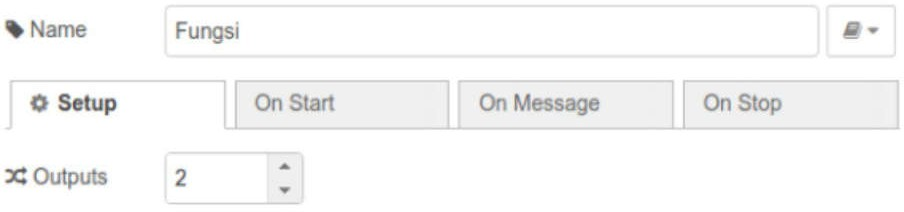 Name Fungsi
Setup On Start On Message On Stop
Outputs 2